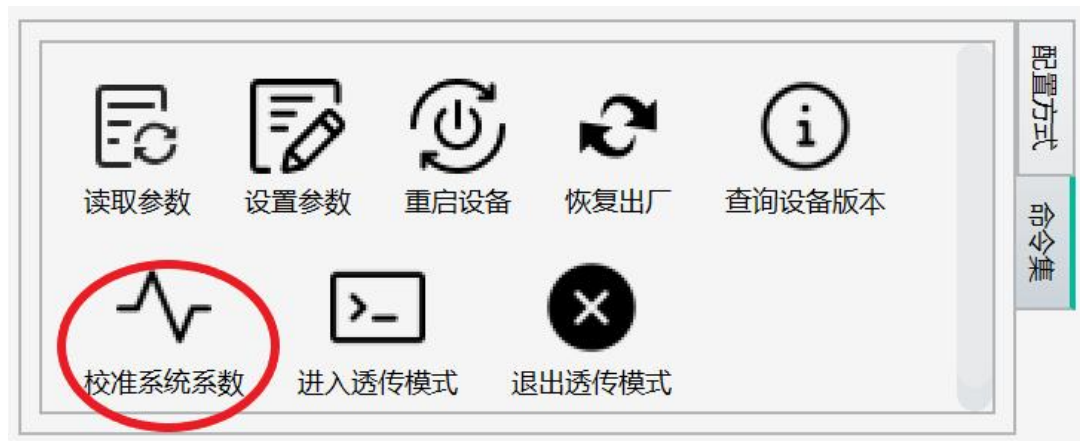 读取参数 设置参数 重启设备 恢复出厂 查询设备版本
校准系统系数 进入透传模式 退出透传模式
配置方式
命令集